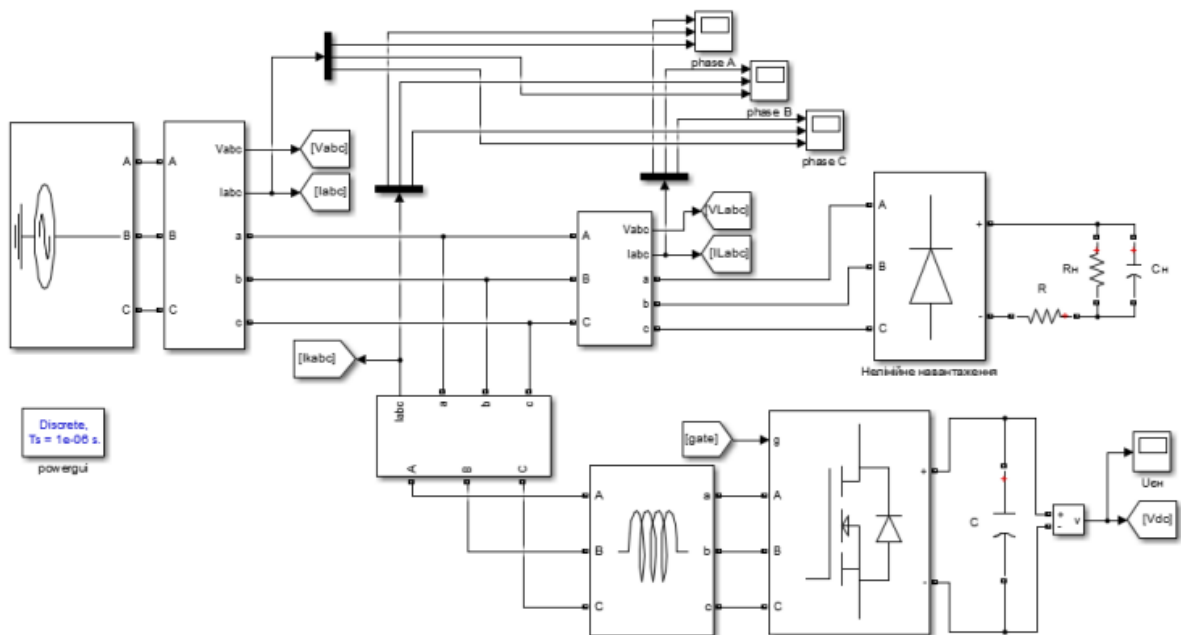 phase A
phase B
phase C
A
A
Vabc
[Vabc]
Iabc
[Iabc]
B
B
a
b
C
C
c
A
Vabc
[VLabc]
Iabc
[ILabc]
B
a
b
C
c
A
+
B
-
C
Rн
Cн
R
Нелінійне навантаження
[Ikabc]
Iabc
a
b
c
A
B
C
Discrete,
Ts = 1e-06 s.
powergui
[gate]
g
A
a
A
+
B
b
B
-
C
c
C
C
+
-
v
Uвн
[Vdc]